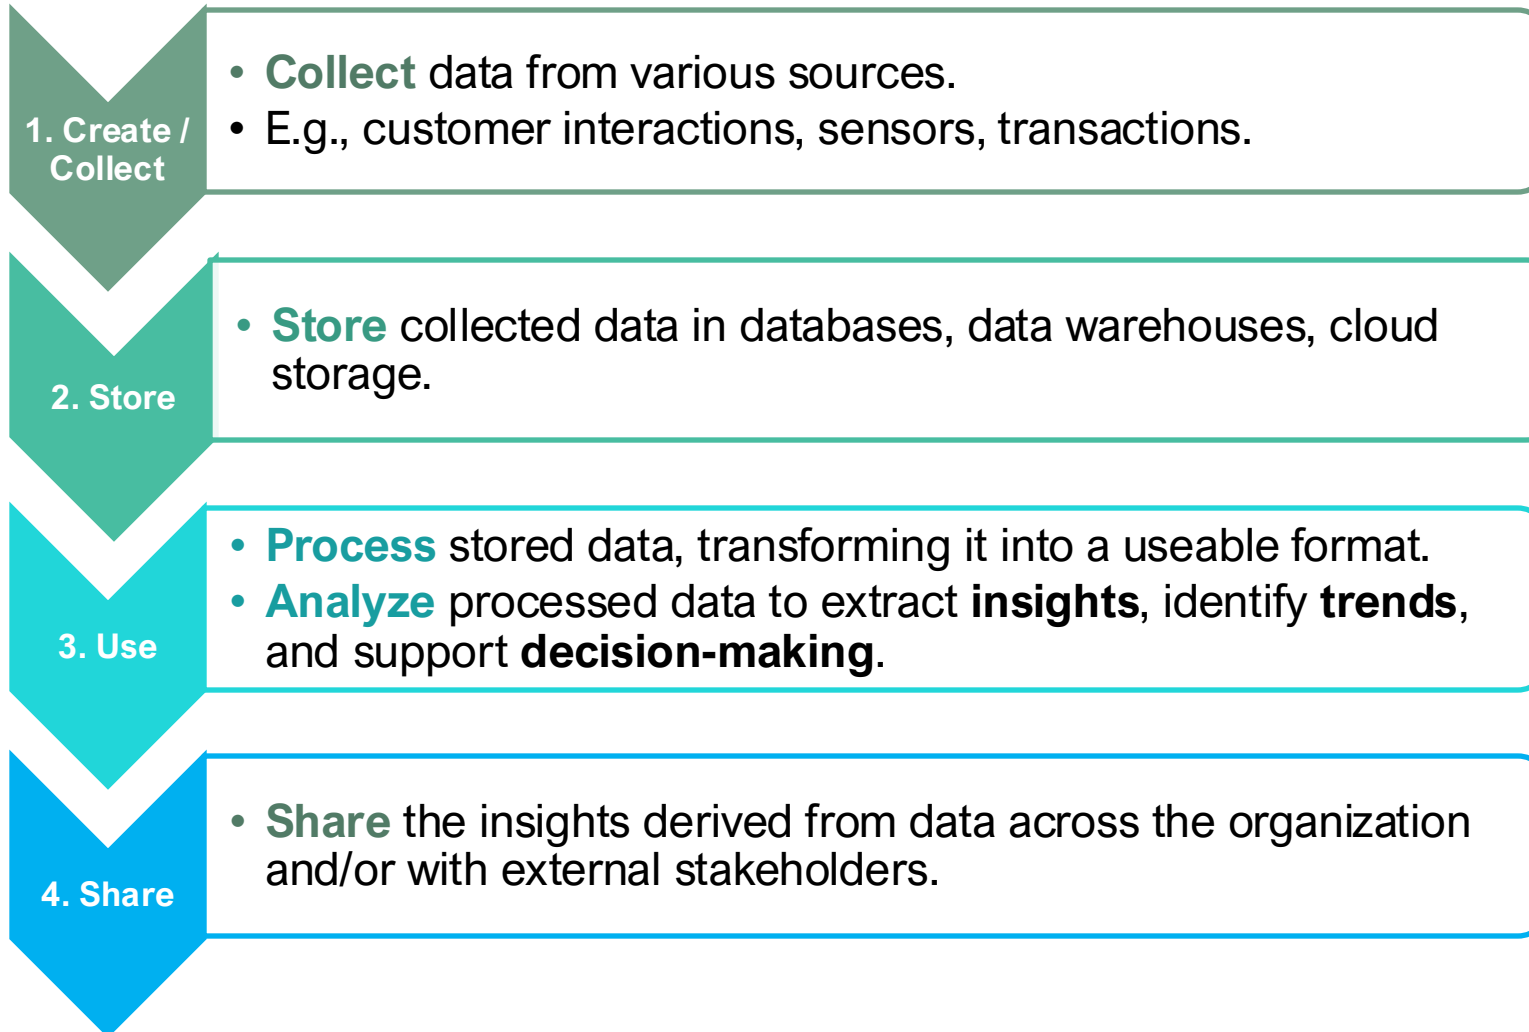 1. Create /
Collect
• Collect data from various sources.
• E.g., customer interactions, sensors, transactions.
2. Store
• Store collected data in databases, data warehouses, cloud
storage.
3. Use
• Process stored data, transforming it into a useable format.
• Analyze processed data to extract insights, identify trends,
and support decision-making.
4. Share
• Share the insights derived from data across the organization
and/or with external stakeholders.